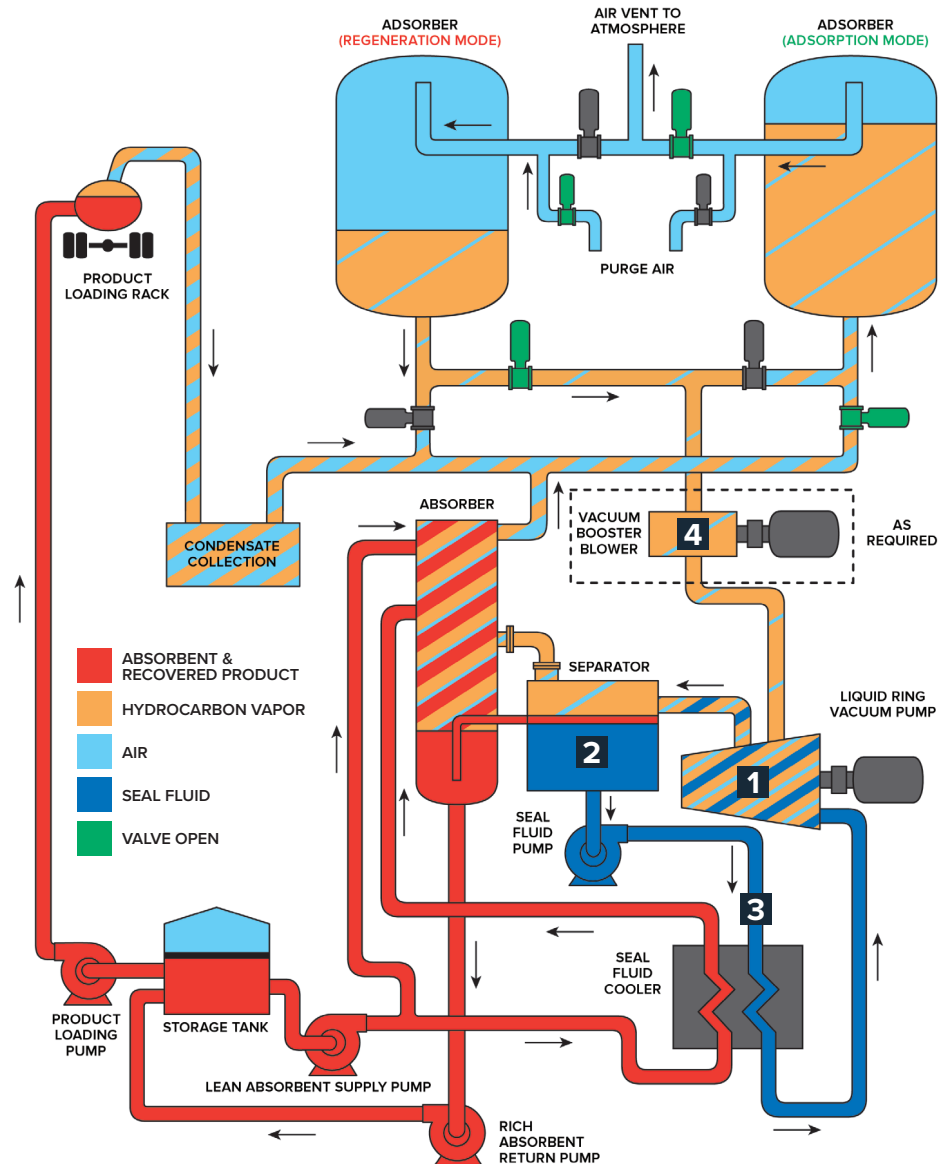 ADSORBER
(REGENERATION MODE)
AIR VENT TO
ATMOSPHERE
ADSORBER
(ADSORPTION MODE)
PURGE AIR
PRODUCT
LOADING RACK
CONDENSATE
COLLECTION
ABSORBER
VACUUM
BOOSTER
BLOWER
4
AS
REQUIRED
ABSORBENT &
RECOVERED PRODUCT
HYDROCARBON VAPOR
AIR
SEAL FLUID
VALVE OPEN
SEPARATOR
2
LIQUID RING
VACUUM PUMP
1
SEAL
FLUID
PUMP
3
SEAL
FLUID
COOLER
PRODUCT
LOADING
PUMP
STORAGE TANK
LEAN ABSORBENT SUPPLY PUMP
RICH
ABSORBENT
RETURN PUMP